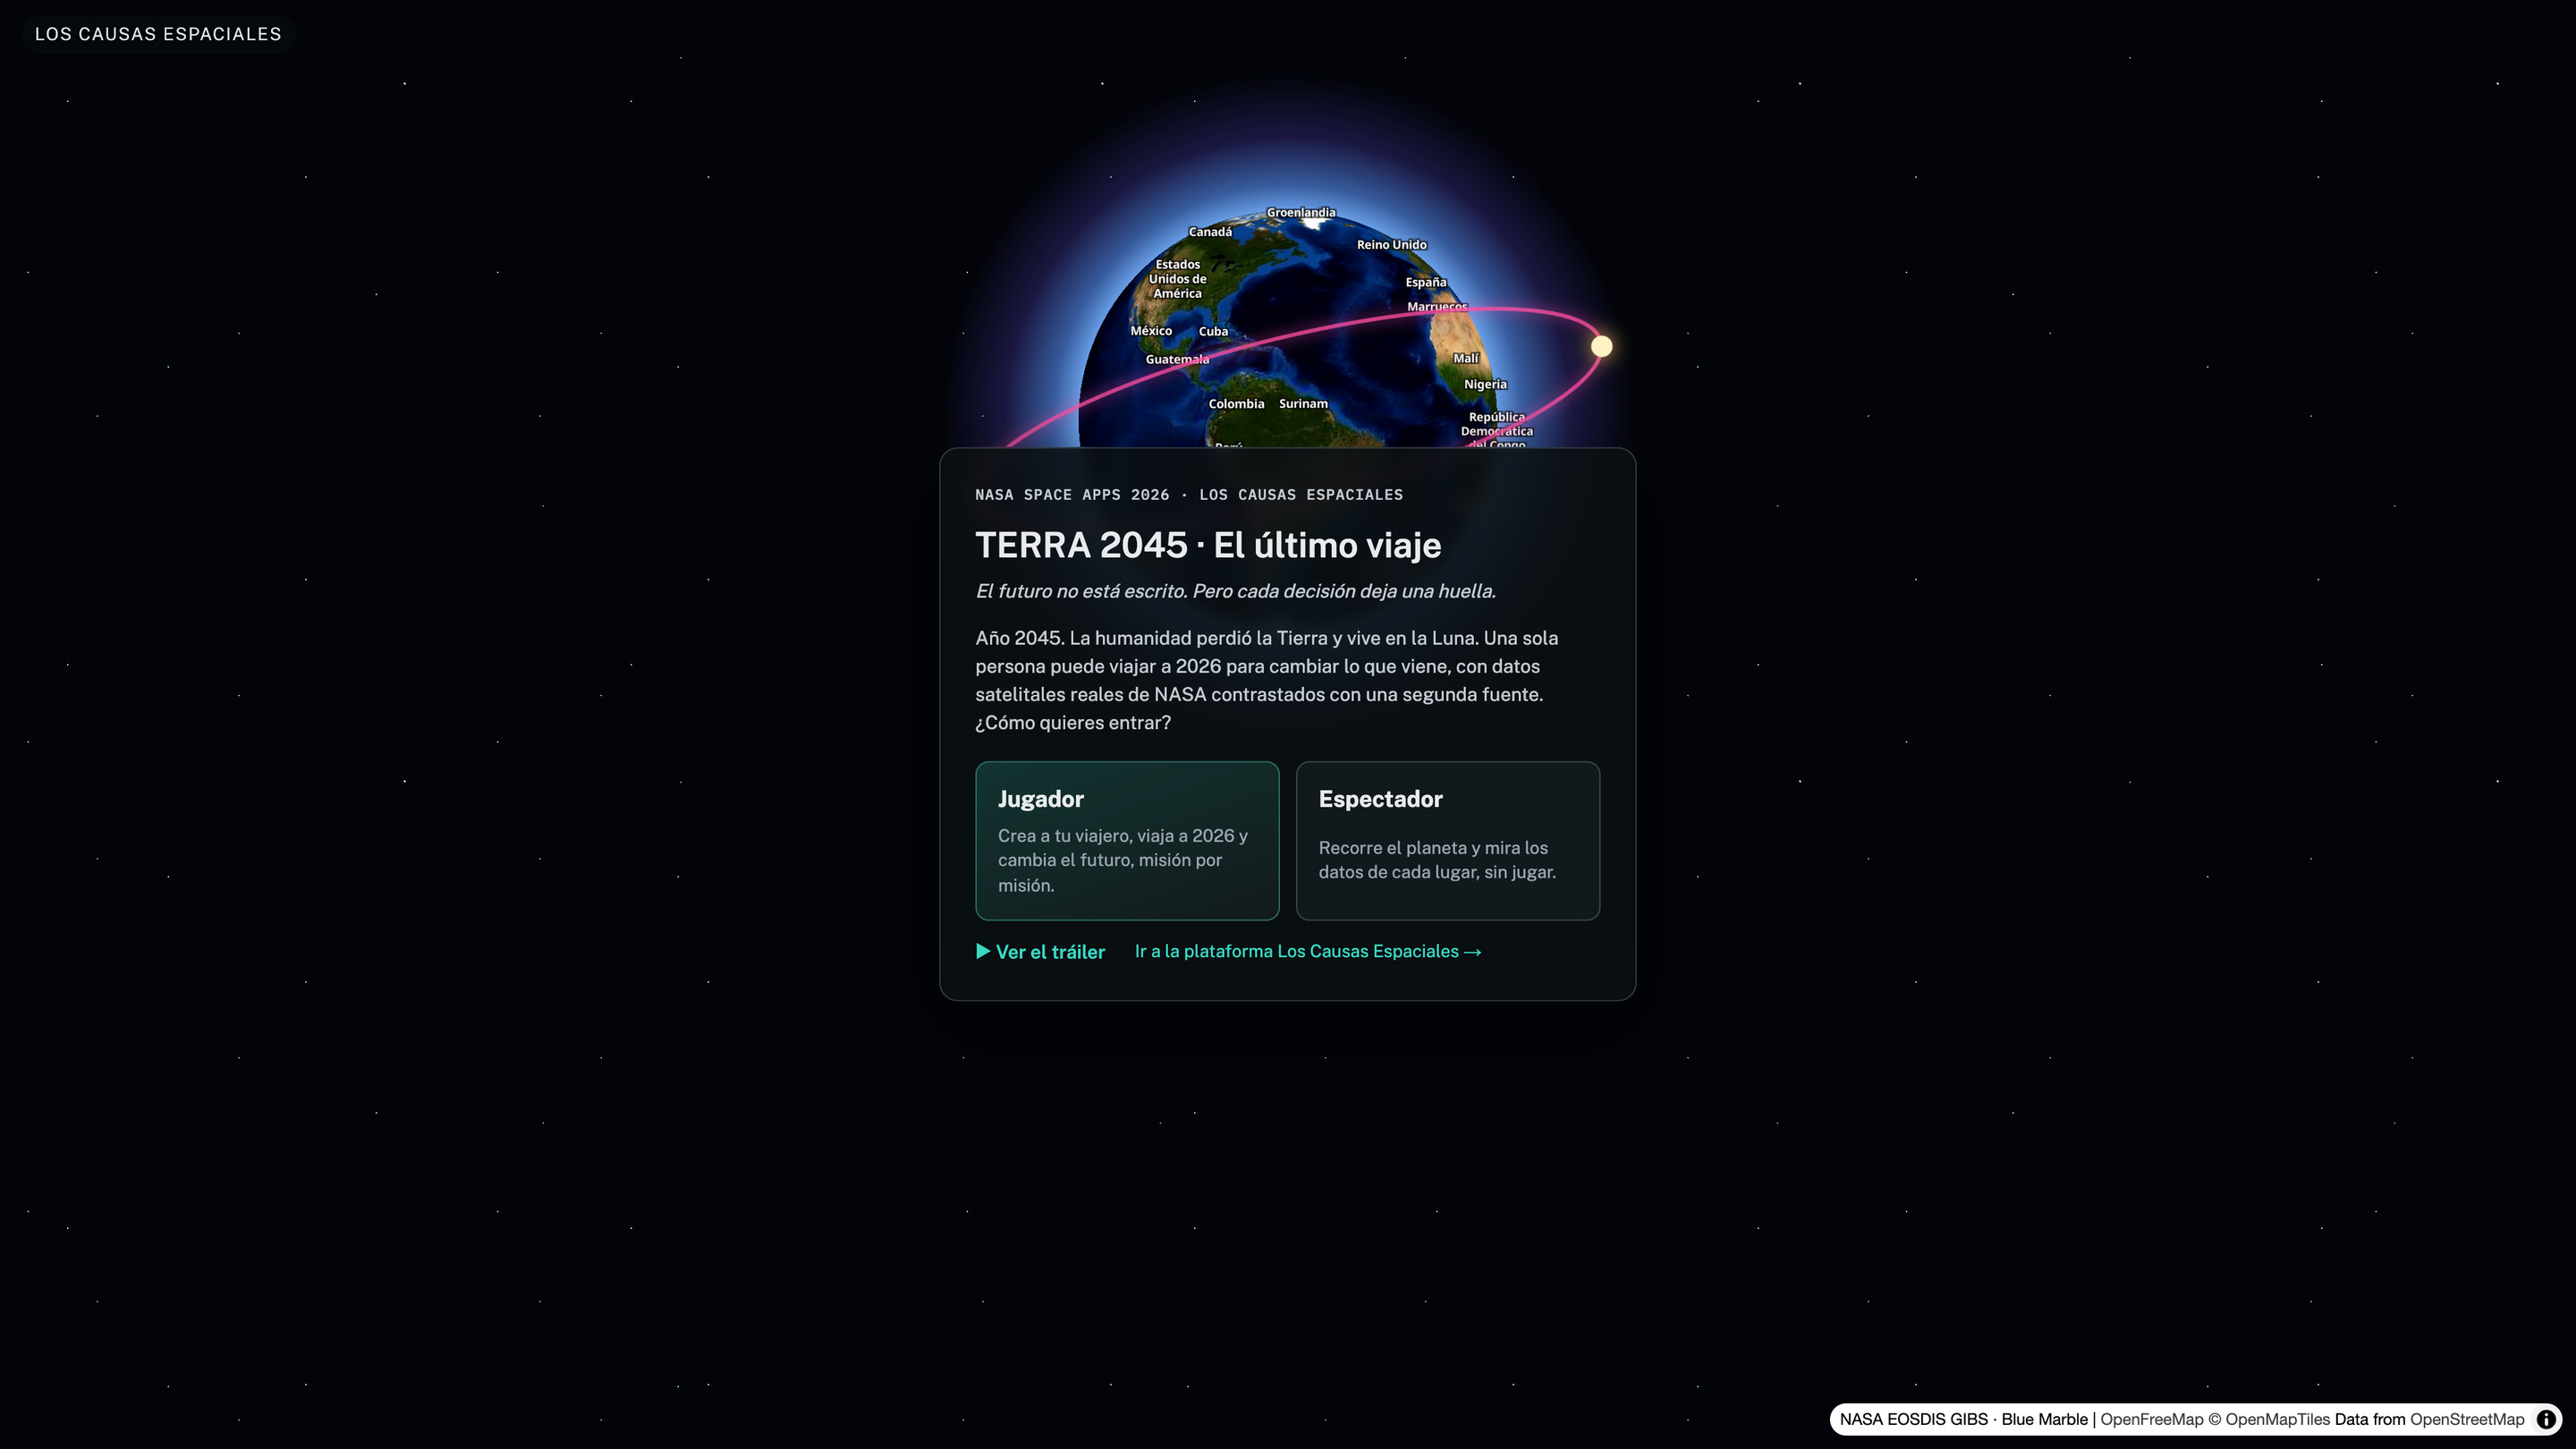 LOS CAUSAS ESPACIALES
Groenlandia
Canadá
Reino Unido
Estados
Unidos de
América
España
Marruecos
México
Cuba
Guatemala
Malí
Nigeria
Colombia
Surinam
República
Democrática
del Congo
Perú
NASA SPACE APPS 2026 · LOS CAUSAS ESPACIALES
TERRA 2045 · El último viaje
El futuro no está escrito. Pero cada decisión deja una huella.
Año 2045. La humanidad perdió la Tierra y vive en la Luna. Una sola
persona puede viajar a 2026 para cambiar lo que viene, con datos
satelitales reales de NASA contrastados con una segunda fuente.
¿Cómo quieres entrar?
Jugador
Crea a tu viajero, viaja a 2026 y
cambia el futuro, misión por
misión.
Espectador
Recorre el planeta y mira los
datos de cada lugar, sin jugar.
▶ Ver el tráiler
Ir a la plataforma Los Causas Espaciales →
NASA EOSDIS GIBS · Blue Marble | OpenFreeMap © OpenMapTiles Data from OpenStreetMap